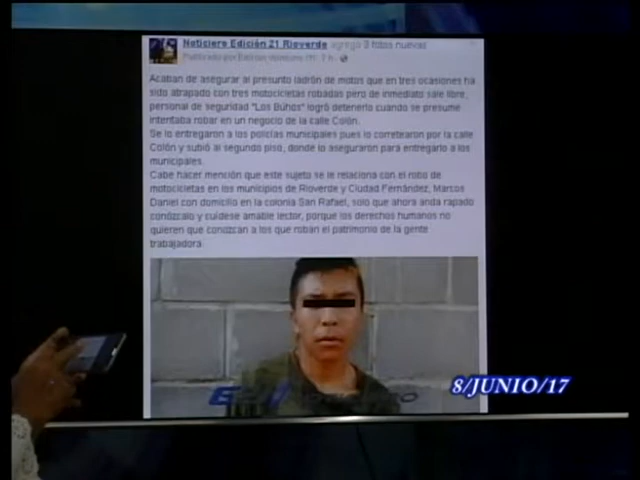 Noticiero Edición 21 Rioverde agregó 3 fotos nuevas
Acaban de asegurar al presunto ladrón de motos que en tres ocasiones ha
sido atrapado con tres motocicletas robadas pero de inmediato sale libre,
personal de seguridad "Los Búhos" logró detenerlo cuando se presume
intentaba robar en un negocio de la calle Colón.
Se lo entregaron a los policías municipales pues lo corretearon por la calle
Colón y subió al segundo piso, donde lo aseguraron para entregarlo a los
municipales.
Cabe hacer mención que este sujeto se le relaciona con el robo de
motocicletas en los municipios de Rioverde y Ciudad Fernández, Marcos
Daniel con domicilio en la colonia San Rafael, solo que ahora anda rapado
conózcalo y cuídese amable lector, porque los derechos humanos no
quieren que conozcan a los que roban el patrimonio de la gente
trabajadora.
8/JUNIO/17